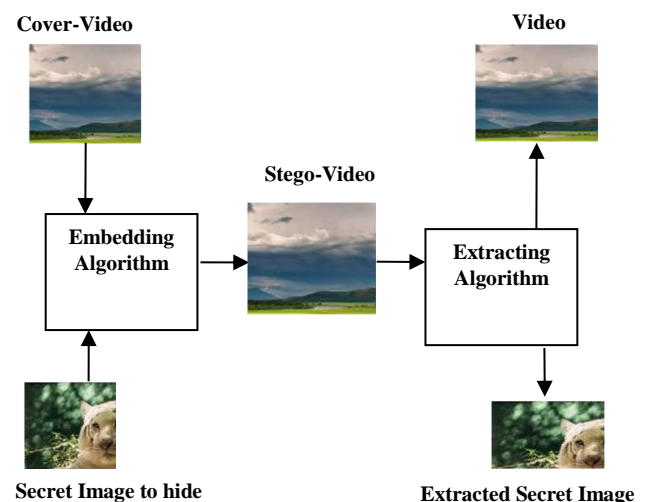 Cover-Video
Video
Stego-Video
Embedding
Algorithm
Extracting
Algorithm
Secret Image to hide
Extracted Secret Image